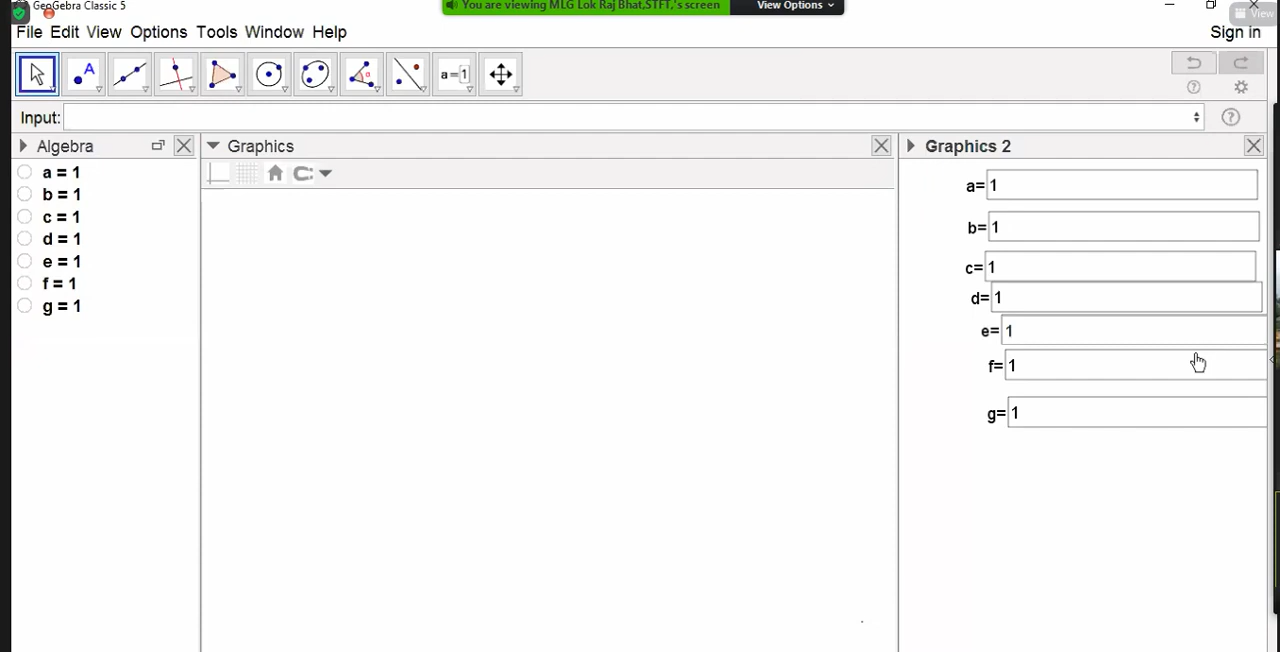 GeoGebra Classic 5
You are viewing MLG Lok Raj Bhat,STFT,'s screen
View Options
View
File Edit View Options Tools Window Help
Sign in
A
a=1
Input:
Algebra
Graphics
Graphics 2
a = 1
b = 1
c = 1
d = 1
e = 1
f = 1
g = 1
a= 1
b= 1
c= 1
d= 1
e= 1
f= 1
g= 1